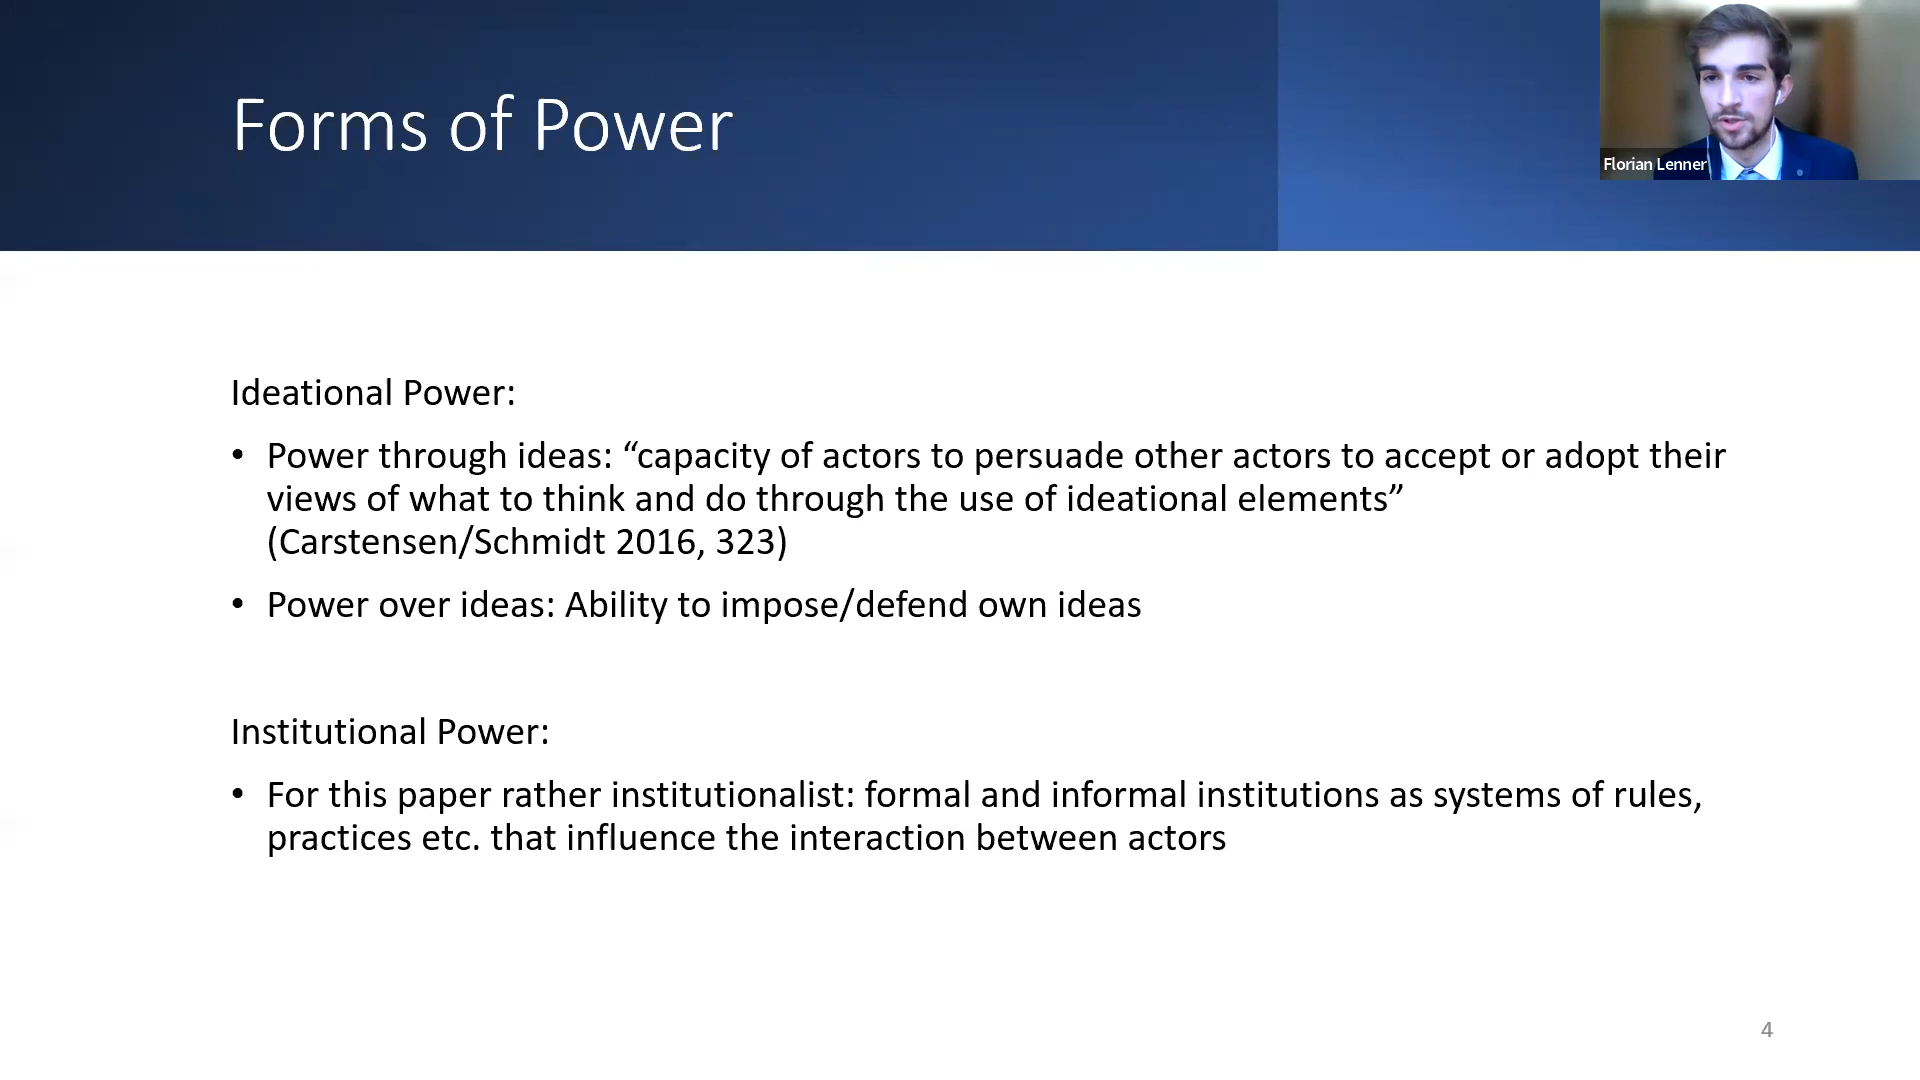 Forms of Power
Florian Lenner
Ideational Power:
• Power through ideas: “capacity of actors to persuade other actors to accept or adopt their
views of what to think and do through the use of ideational elements”
(Carstensen/Schmidt 2016, 323)
• Power over ideas: Ability to impose/defend own ideas
Institutional Power:
• For this paper rather institutionalist: formal and informal institutions as systems of rules,
practices etc. that influence the interaction between actors
4